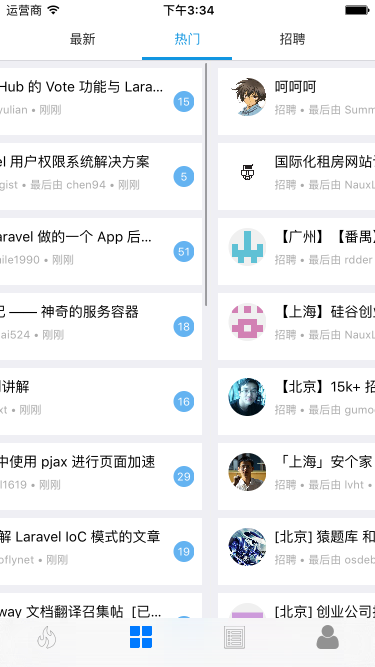 运营商 下午3:34
最新 热门 招聘
Hub 的 Vote 功能与 Lara...
vulian • 刚刚
15
el 用户权限系统解决方案
gist • 最后由 chen94 • 刚刚
5
aravel 做的一个 App 后...
nile1990 • 刚刚
51
记 —— 神奇的服务容器
ai524 • 刚刚
18
讲解
xt • 刚刚
16
中使用 pjax 进行页面加速
l1619 • 刚刚
29
解 Laravel IoC 模式的文章
oflynet • 刚刚
19
way 文档翻译召集帖 [已...
呵呵呵
招聘 • 最后由 Summ
国际化租房网站
招聘 • 最后由 NauxL
【广州】【番禺】
招聘 • 最后由 rdder
【上海】硅谷创业
招聘 • 最后由 NauxL
【北京】15k+ 招
招聘 • 最后由 gumo
「上海」安个家
招聘 • 最后由 lvht •
[北京] 猿题库 和
招聘 • 最后由 osdeb
[北京] 创业公司招